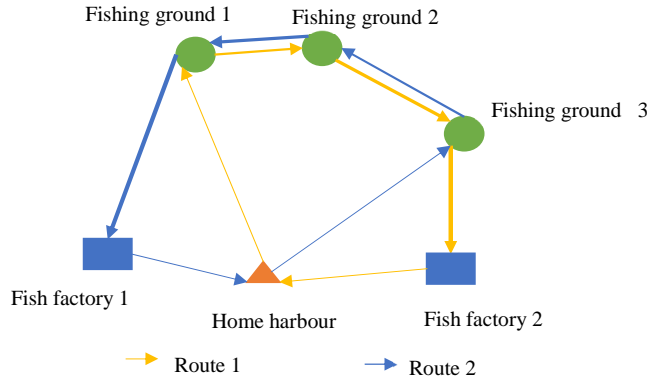 Fishing ground 1
Fishing ground 2
Fishing ground 3
Fish factory 1
Home harbour
Fish factory 2
Route 1
Route 2